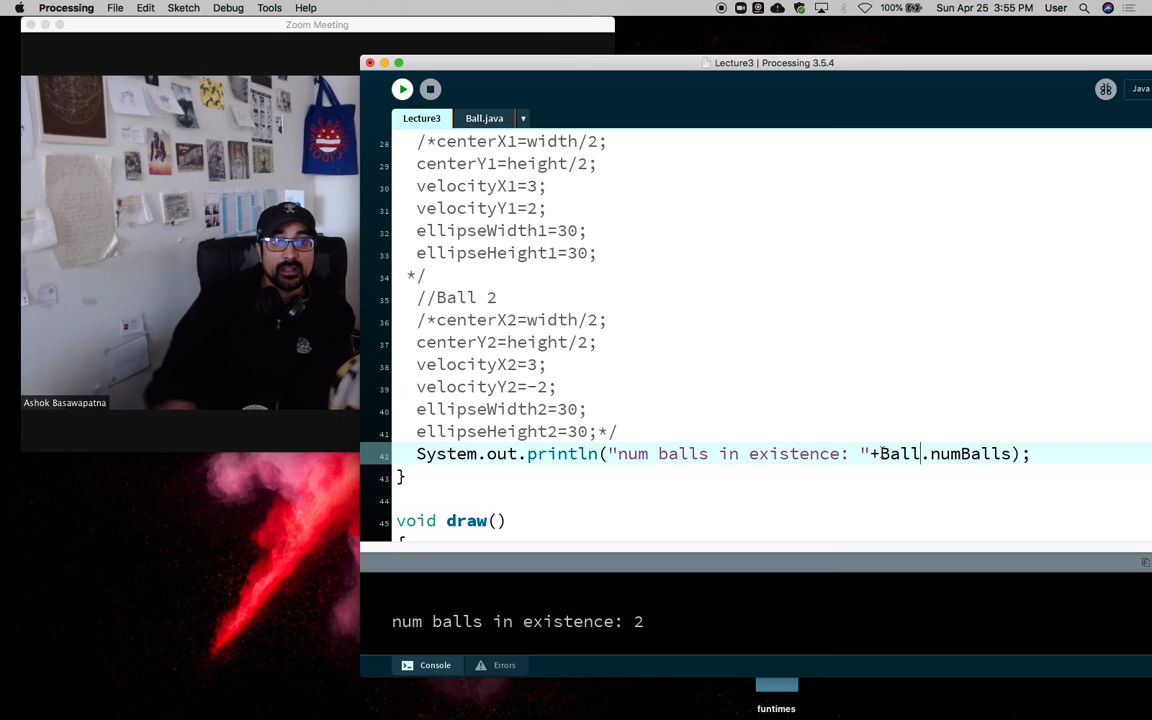 Processing File Edit Sketch Debug Tools Help 100% Sun Apr 25 3:55 PM User
Zoom Meeting
Lecture3 | Processing 3.5.4
Java
Lecture3 Ball.java
28 /*centerX1=width/2;
29 centerY1=height/2;
30 velocityX1=3;
31 velocityY1=2;
32 ellipseWidth1=30;
33 ellipseHeight1=30;
34 */
35 //Ball 2
36 /*centerX2=width/2;
37 centerY2=height/2;
38 velocityX2=3;
39 velocityY2=-2;
40 ellipseWidth2=30;
41 ellipseHeight2=30;*/
42 System.out.println("num balls in existence: "+Ball.numBalls);
43 }
44
45 void draw()
{
Ashok Basawapatna
num balls in existence: 2
Console Errors
funtimes